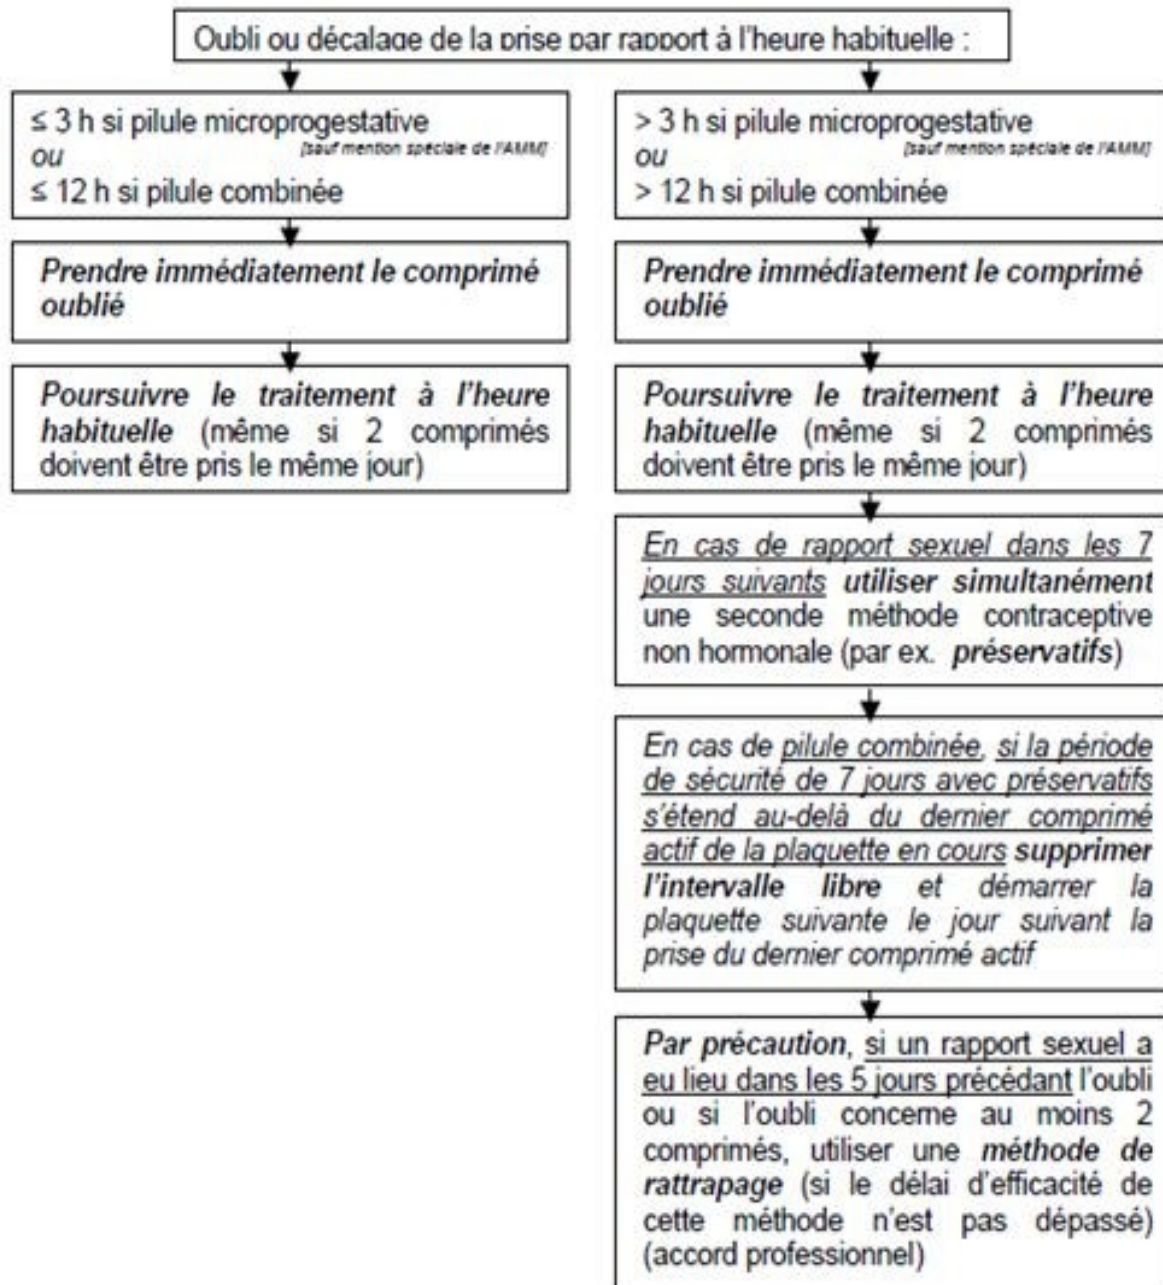 Oubli ou décalage de la prise par rapport à l'heure habituelle :
≤ 3 h si pilule microprogestative
[sauf mention spéciale de l'AMM]
ou
≤ 12 h si pilule combinée
Prendre immédiatement le comprimé
oublié
Poursuivre le traitement à l'heure
habituelle (même si 2 comprimés
doivent être pris le même jour)
> 3 h si pilule microprogestative
[sauf mention spéciale de l'AMM]
ou
> 12 h si pilule combinée
Prendre immédiatement le comprimé
oublié
Poursuivre le traitement à l'heure
habituelle (même si 2 comprimés
doivent être pris le même jour)
En cas de rapport sexuel dans les 7
jours suivants utiliser simultanément
une seconde méthode contraceptive
non hormonale (par ex. préservatifs)
En cas de pilule combinée, si la période
de sécurité de 7 jours avec préservatifs
s'étend au-delà du dernier comprimé
actif de la plaquette en cours supprimer
l'intervalle libre et démarrer la
plaquette suivante le jour suivant la
prise du dernier comprimé actif
Par précaution, si un rapport sexuel a
eu lieu dans les 5 jours précédant l'oubli
ou si l'oubli concerne au moins 2
comprimés, utiliser une méthode de
rattrapage (si le délai d'efficacité de
cette méthode n'est pas dépassé)
(accord professionnel)